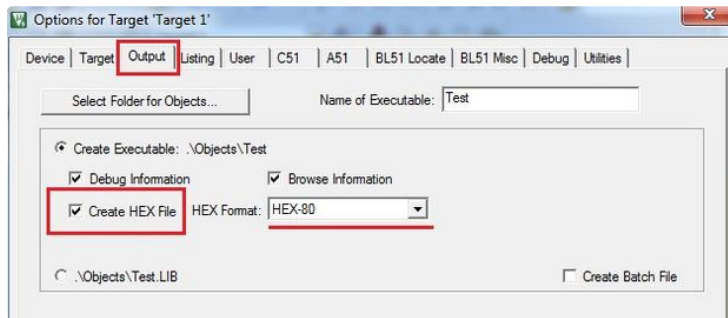 Options for Target 'Target 1'
x
Device Target Output Listing User C51 A51 BL51 Locate BL51 Misc Debug Utilities
Select Folder for Objects... Name of Executable: Test
Create Executable: .\Objects\Test
Debug Information Browse Information
Create HEX File HEX Format: HEX-80
.\Objects\Test.LIB Create Batch File